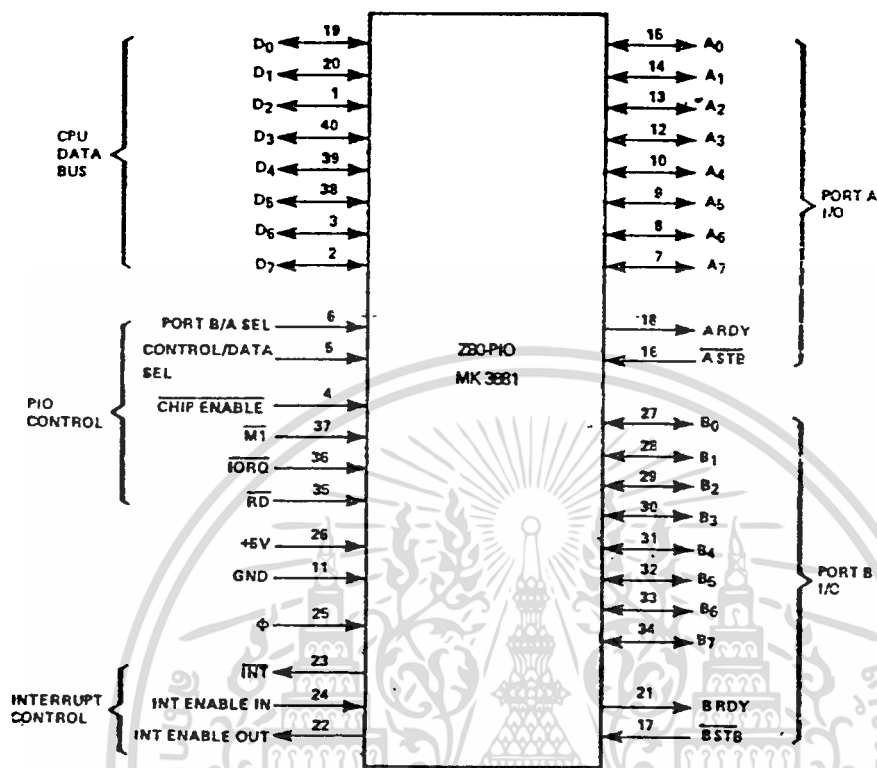 CPU
DATA
BUS
D0 19
D1 20
D2 1
D3 40
D4 39
D5 38
D6 3
D7 2
PIO
CONTROL
PORT B/A SEL 6
CONTROL/DATA
SEL 5
CHIP ENABLE 4
M1 37
IORQ 36
RD 35
+5V 26
GND 11
Φ 25
INTERRUPT
CONTROL
INT 23
INT ENABLE IN 24
INT ENABLE OUT 22
Z80-PIO
MK 3881
15 A0
14 A1
13 A2
12 A3
10 A4
9 A5
8 A6
7 A7
18 ARDY
16 ASTB
PORT A
I/O
27 B0
28 B1
29 B2
30 B3
31 B4
32 B5
33 B6
34 B7
21 BRDY
17 BSTB
PORT B
I/O